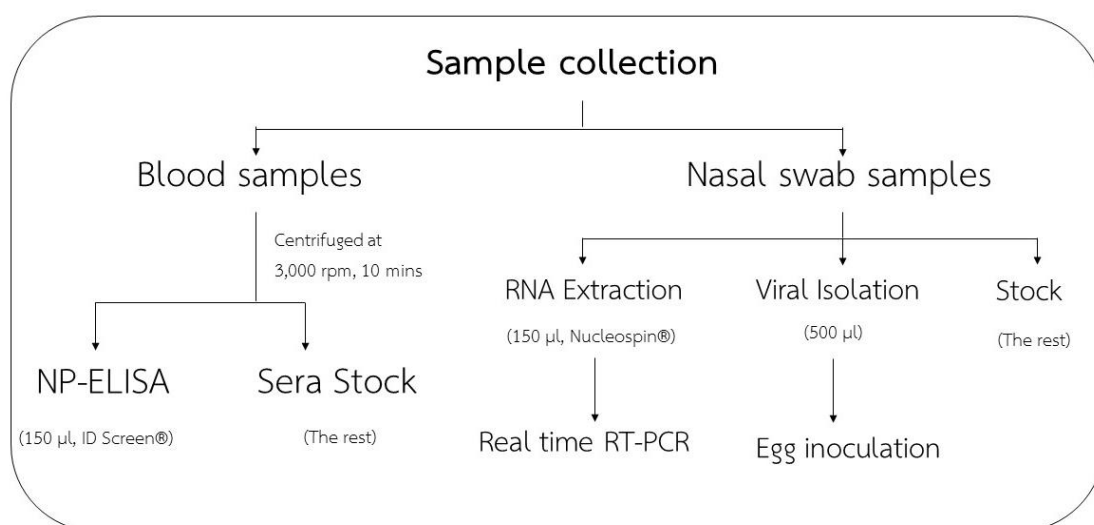 Sample collection
Blood samples
Nasal swab samples
Centrifuged at
3,000 rpm, 10 mins
RNA Extraction
Viral Isolation
Stock
(150 µl, Nucleospin®)
(500 µl)
(The rest)
NP-ELISA
Sera Stock
(150 µl, ID Screen®)
(The rest)
Real time RT-PCR
Egg inoculation